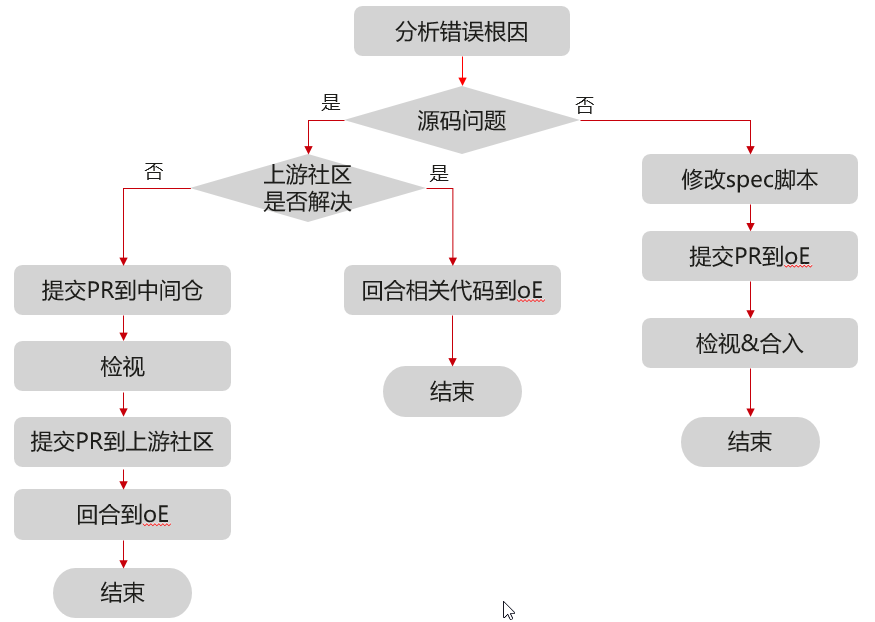 分析错误根因
是
源码问题
否
否
上游社区
是否解决
是
修改spec脚本
提交PR到oE
提交PR到中间仓
回合相关代码到oE
检视&合入
检视
结束
提交PR到上游社区
结束
回合到oE
结束